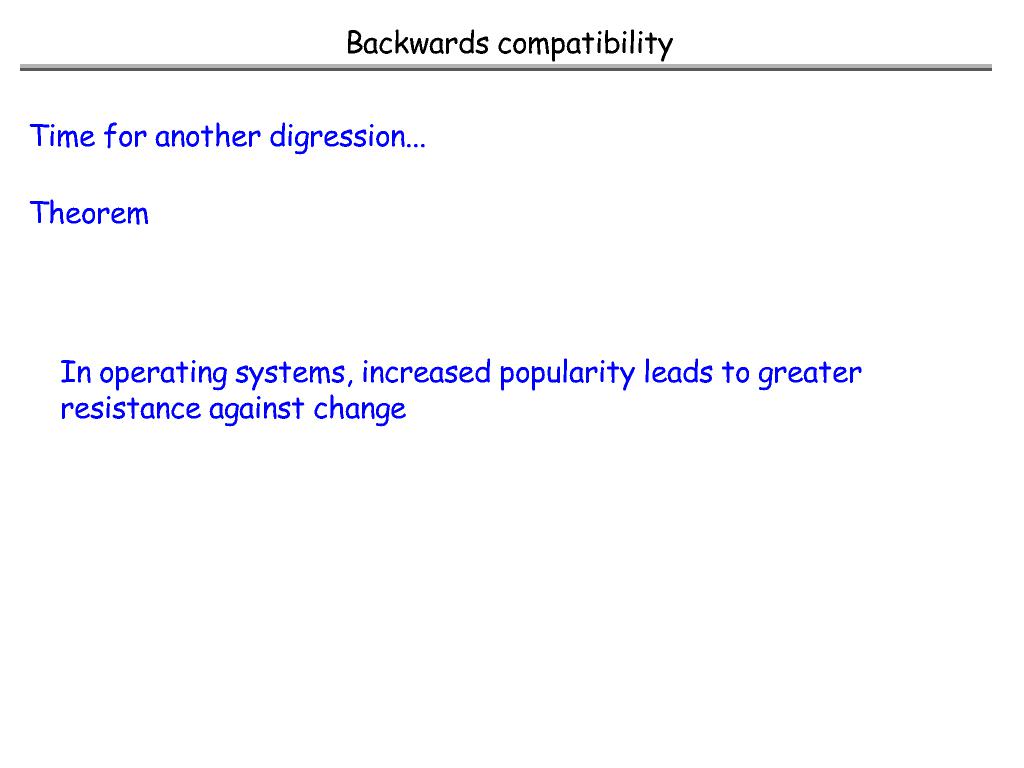 Backwards compatibility
Time for another digression...
Theorem
In operating systems, increased popularity leads to greater
resistance against change